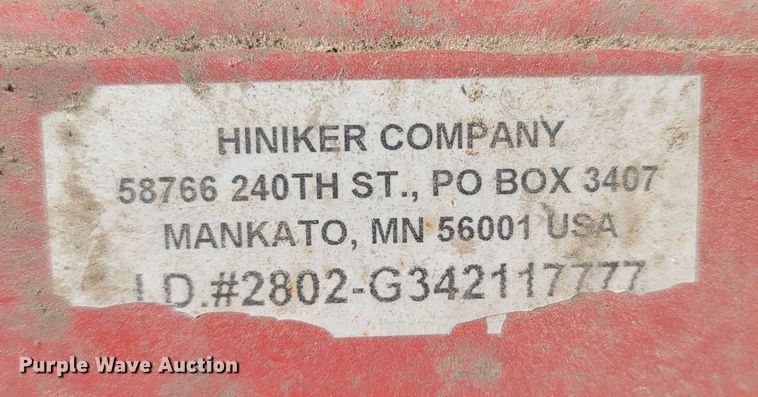 HINIKER COMPANY
58766 240TH ST., PO BOX 3407
MANKATO, MN 56001 USA
I.D.#2802-G342117777
Purple Wave Auction